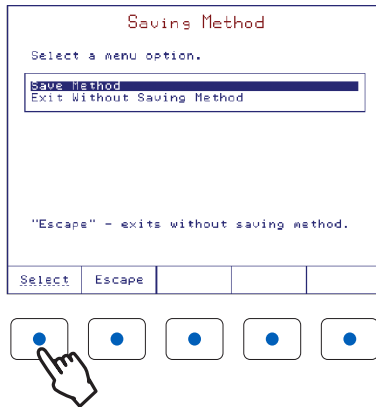 Saving Method
Select a menu option.
Save Method
Exit Without Saving Method
"Escape" - exits without saving method.
Select Escape